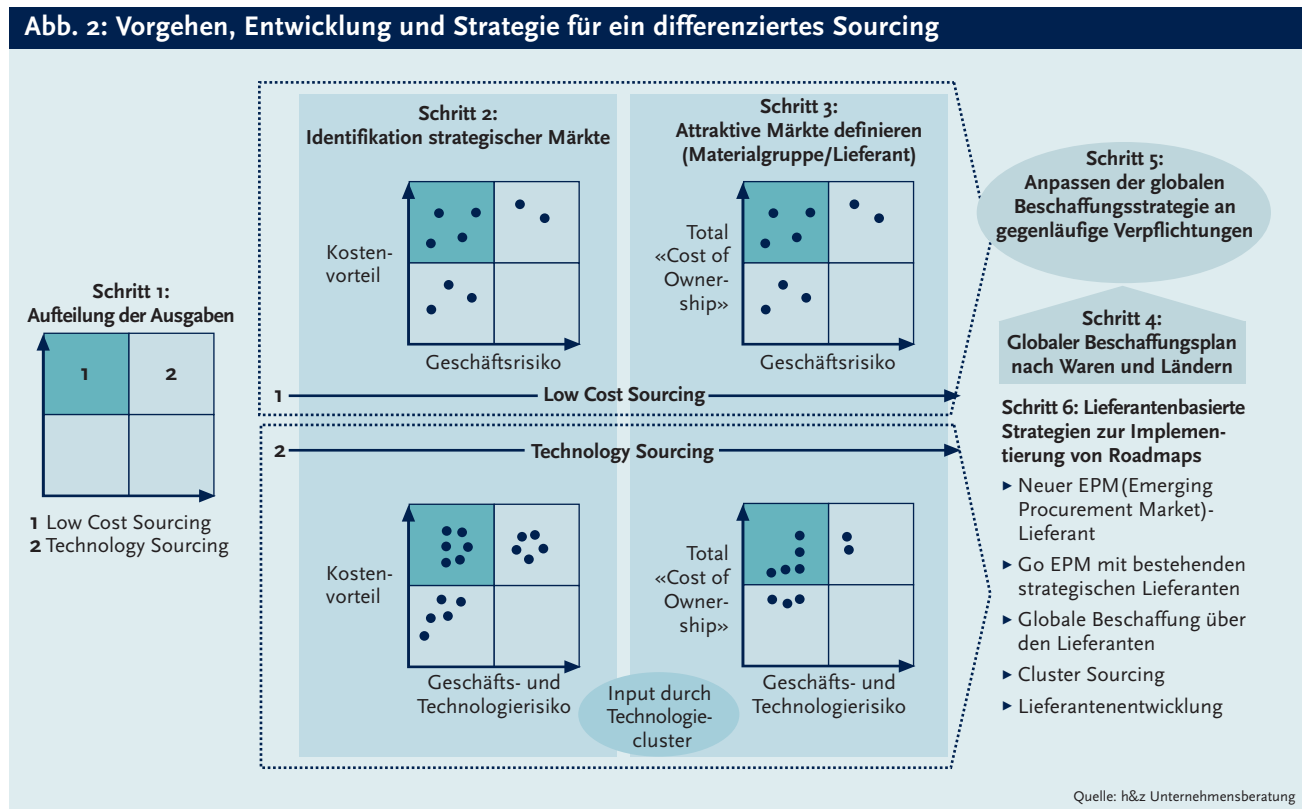 Abb. 2: Vorgehen, Entwicklung und Strategie für ein differenziertes Sourcing
Schritt 1:
Aufteilung der Ausgaben
1
2
1 Low Cost Sourcing
2 Technology Sourcing
Schritt 2:
Identifikation strategischer Märkte
Kosten-
vorteil
Geschäftsrisiko
Schritt 3:
Attraktive Märkte definieren
(Materialgruppe/Lieferant)
Total
«Cost of
Owner-
ship»
Geschäftsrisiko
1
Low Cost Sourcing
2
Technology Sourcing
Kosten-
vorteil
Geschäfts- und
Technologierisiko
Input durch
Technologie-
cluster
Total
«Cost of
Owner-
ship»
Geschäfts- und
Technologierisiko
Schritt 5:
Anpassen der globalen
Beschaffungsstrategie an
gegenläufige Verpflichtungen
Schritt 4:
Globaler Beschaffungsplan
nach Waren und Ländern
Schritt 6: Lieferantenbasierte
Strategien zur Implemen-
tierung von Roadmaps
▸ Neuer EPM(Emerging
Procurement Market)-
Lieferant
▸ Go EPM mit bestehenden
strategischen Lieferanten
▸ Globale Beschaffung über
den Lieferanten
▸ Cluster Sourcing
▸ Lieferantenentwicklung
Quelle: h&z Unternehmensberatung